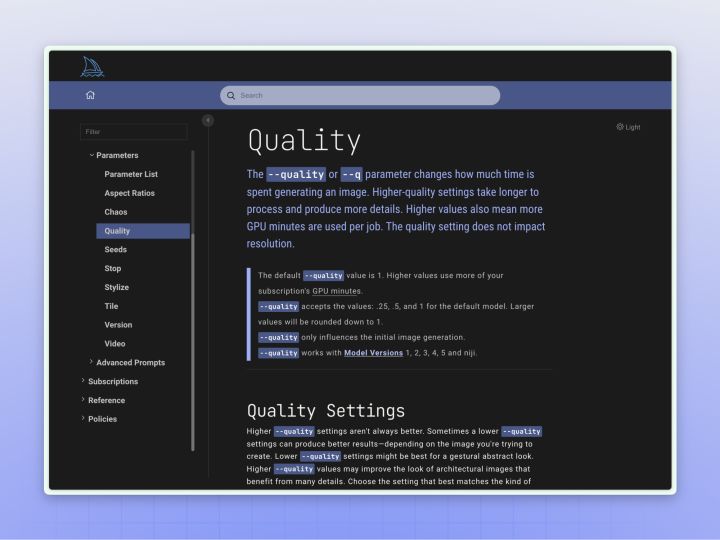 Search
Filter
Parameters
Parameter List
Aspect Ratios
Chaos
Quality
Seeds
Stop
Stylize
Tile
Version
Video
Advanced Prompts
Subscriptions
Reference
Policies
Light
Quality
The --quality or --q parameter changes how much time is
spent generating an image. Higher-quality settings take longer to
process and produce more details. Higher values also mean more
GPU minutes are used per job. The quality setting does not impact
resolution.
The default --quality value is 1. Higher values use more of your
subscription's GPU minutes.
--quality accepts the values: .25, .5, and 1 for the default model. Larger
values will be rounded down to 1.
--quality only influences the initial image generation.
--quality works with Model Versions 1, 2, 3, 4, 5 and niji.
Quality Settings
Higher --quality settings aren't always better. Sometimes a lower --quality
settings can produce better results—depending on the image you're trying to
create. Lower --quality settings might be best for a gestural abstract look.
Higher --quality values may improve the look of architectural images that
benefit from many details. Choose the setting that best matches the kind of